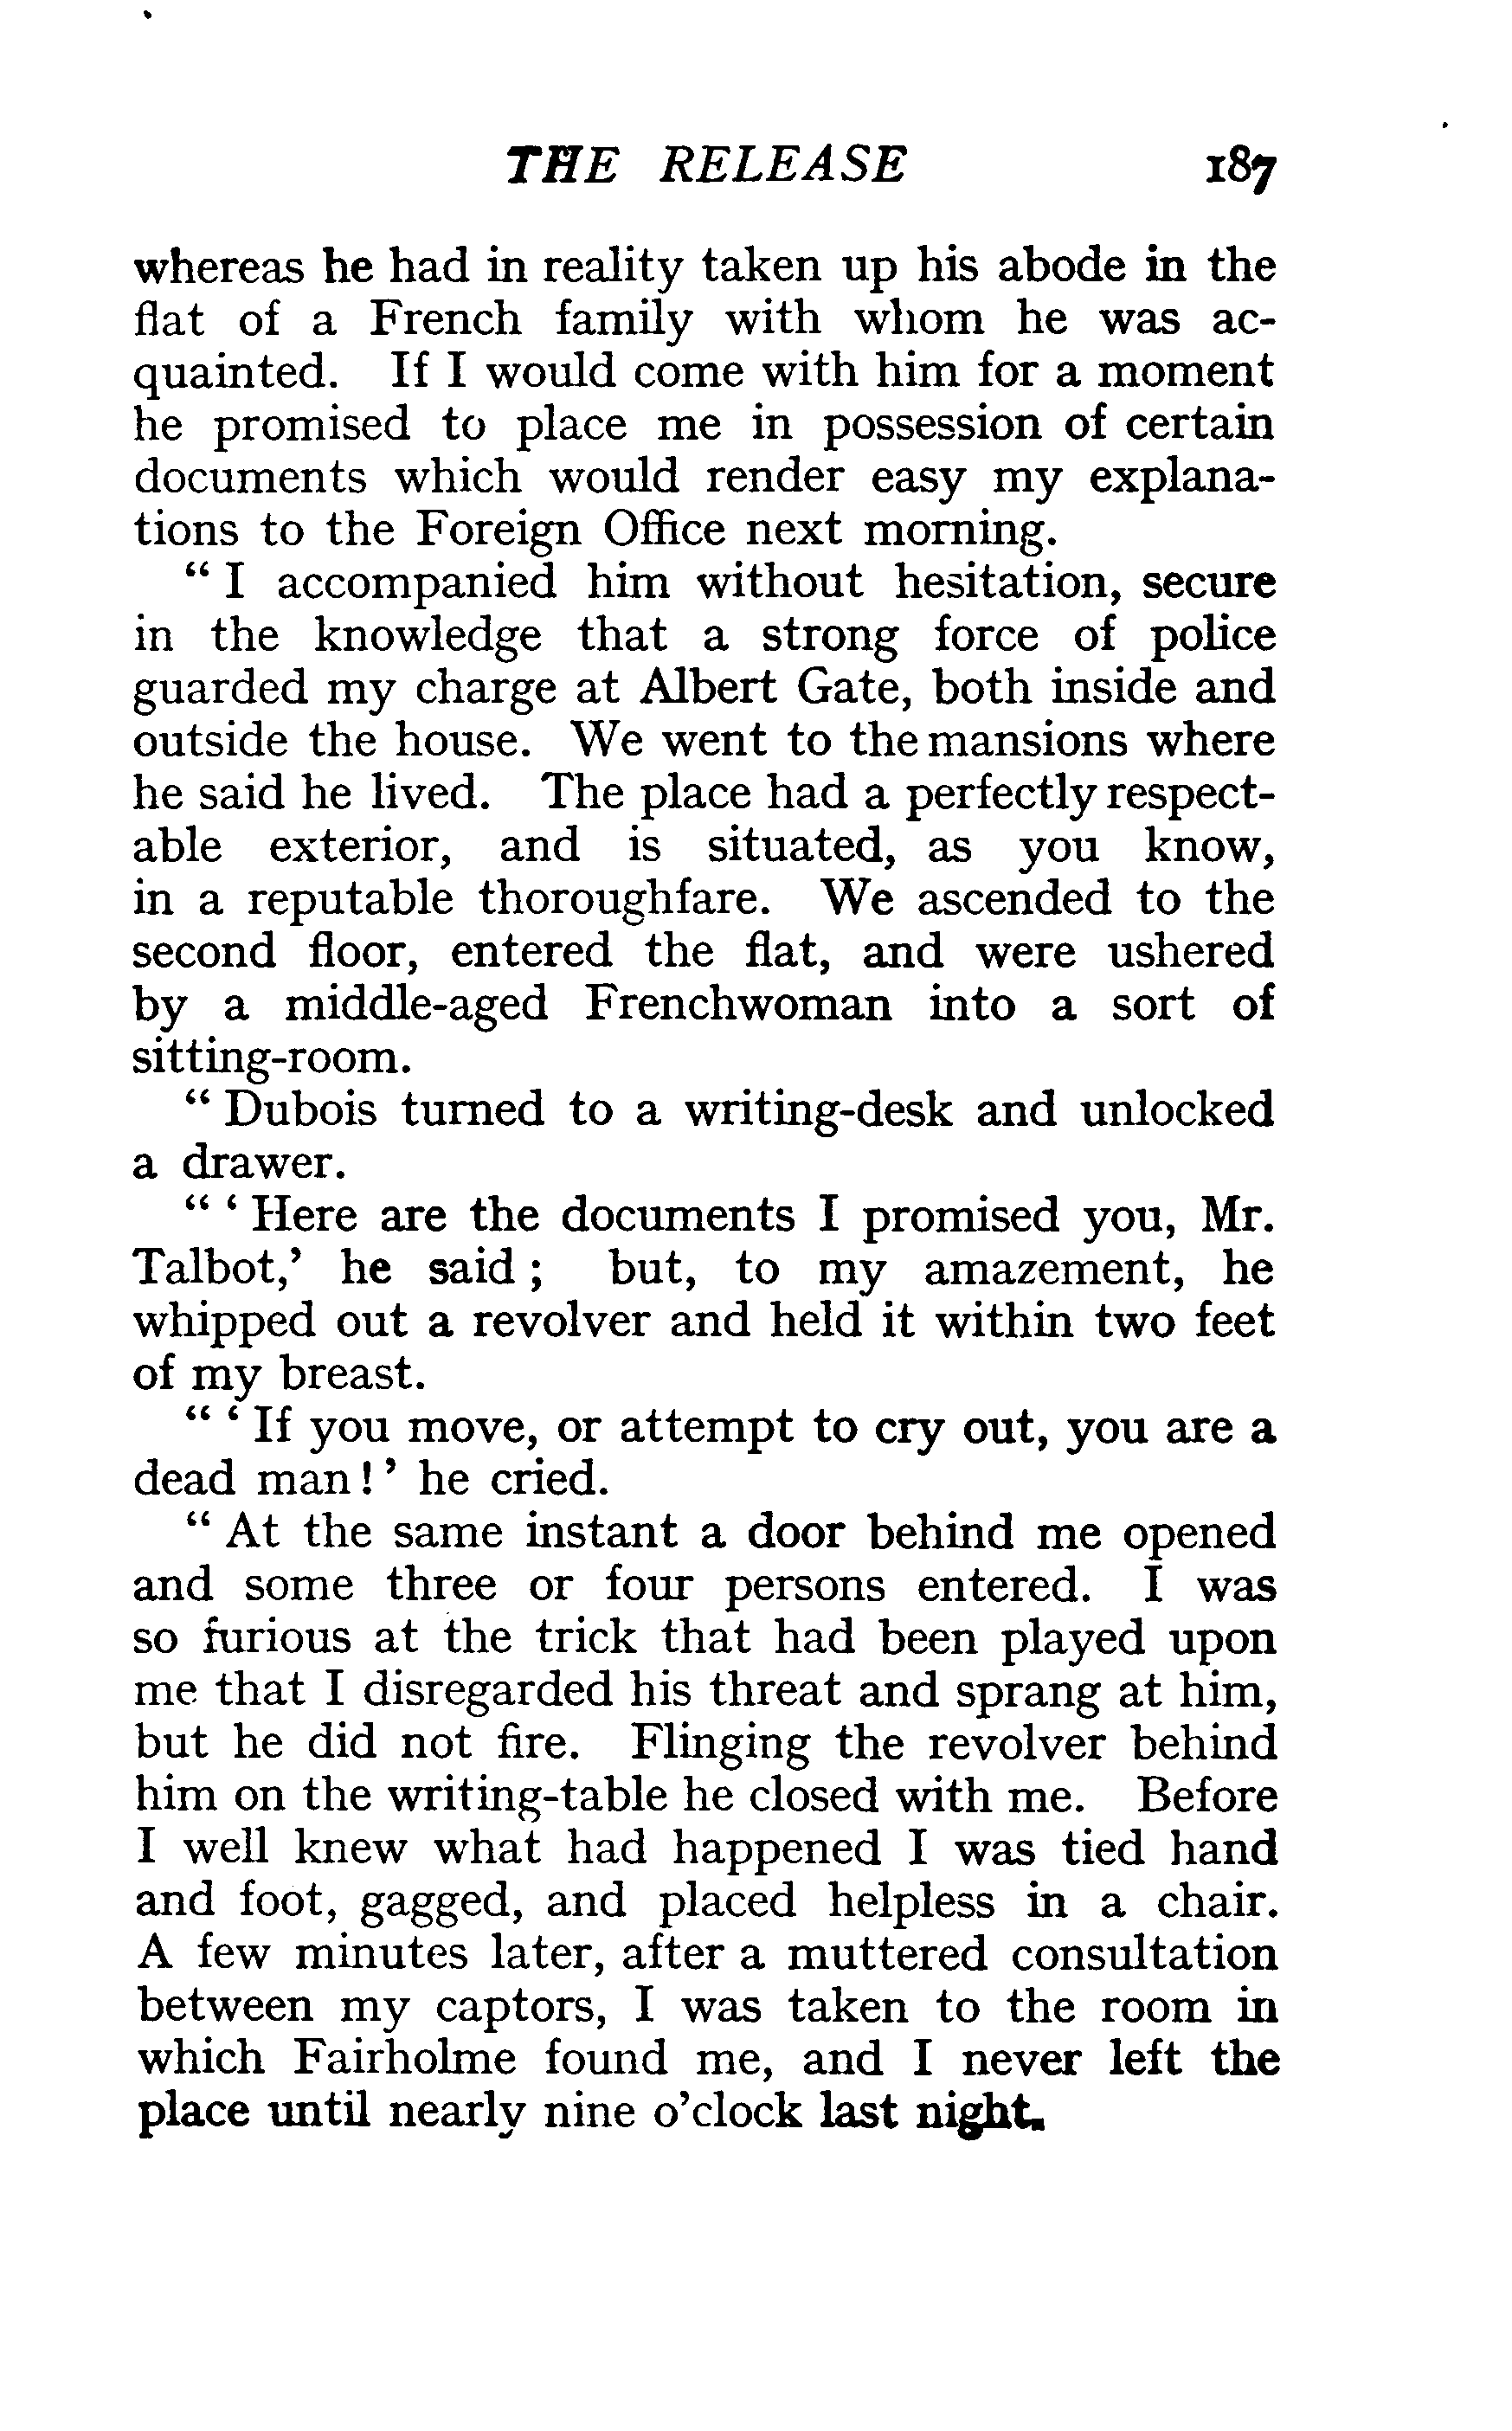 THE RELEASE 187
whereas he had in reality taken up his abode in the
flat of a French family with whom he was ac-
quainted. If I would come with him for a moment
he promised to place me in possession of certain
documents which would render easy my explana-
tions to the Foreign Office next morning.
“ I accompanied him without hesitation, secure
in the knowledge that a strong force of police
guarded my charge at Albert Gate, both inside and
outside the house. We went to the mansions where
he said he lived. The place had a perfectly respect-
able exterior, and is situated, as you know,
in a reputable thoroughfare. We ascended to the
second floor, entered the flat, and were ushered
by a middle-aged Frenchwoman into a sort of
sitting-room.
“ Dubois turned to a writing-desk and unlocked
a drawer.
“ ‘ Here are the documents I promised you, Mr.
Talbot,’ he said ; but, to my amazement, he
whipped out a revolver and held it within two feet
of my breast.
“ ‘ If you move, or attempt to cry out, you are a
dead man ! ’ he cried.
“ At the same instant a door behind me opened
and some three or four persons entered. I was
so furious at the trick that had been played upon
me that I disregarded his threat and sprang at him,
but he did not fire. Flinging the revolver behind
him on the writing-table he closed with me. Before
I well knew what had happened I was tied hand
and foot, gagged, and placed helpless in a chair.
A few minutes later, after a muttered consultation
between my captors, I was taken to the room in
which Fairholme found me, and I never left the
place until nearly nine o’clock last night.